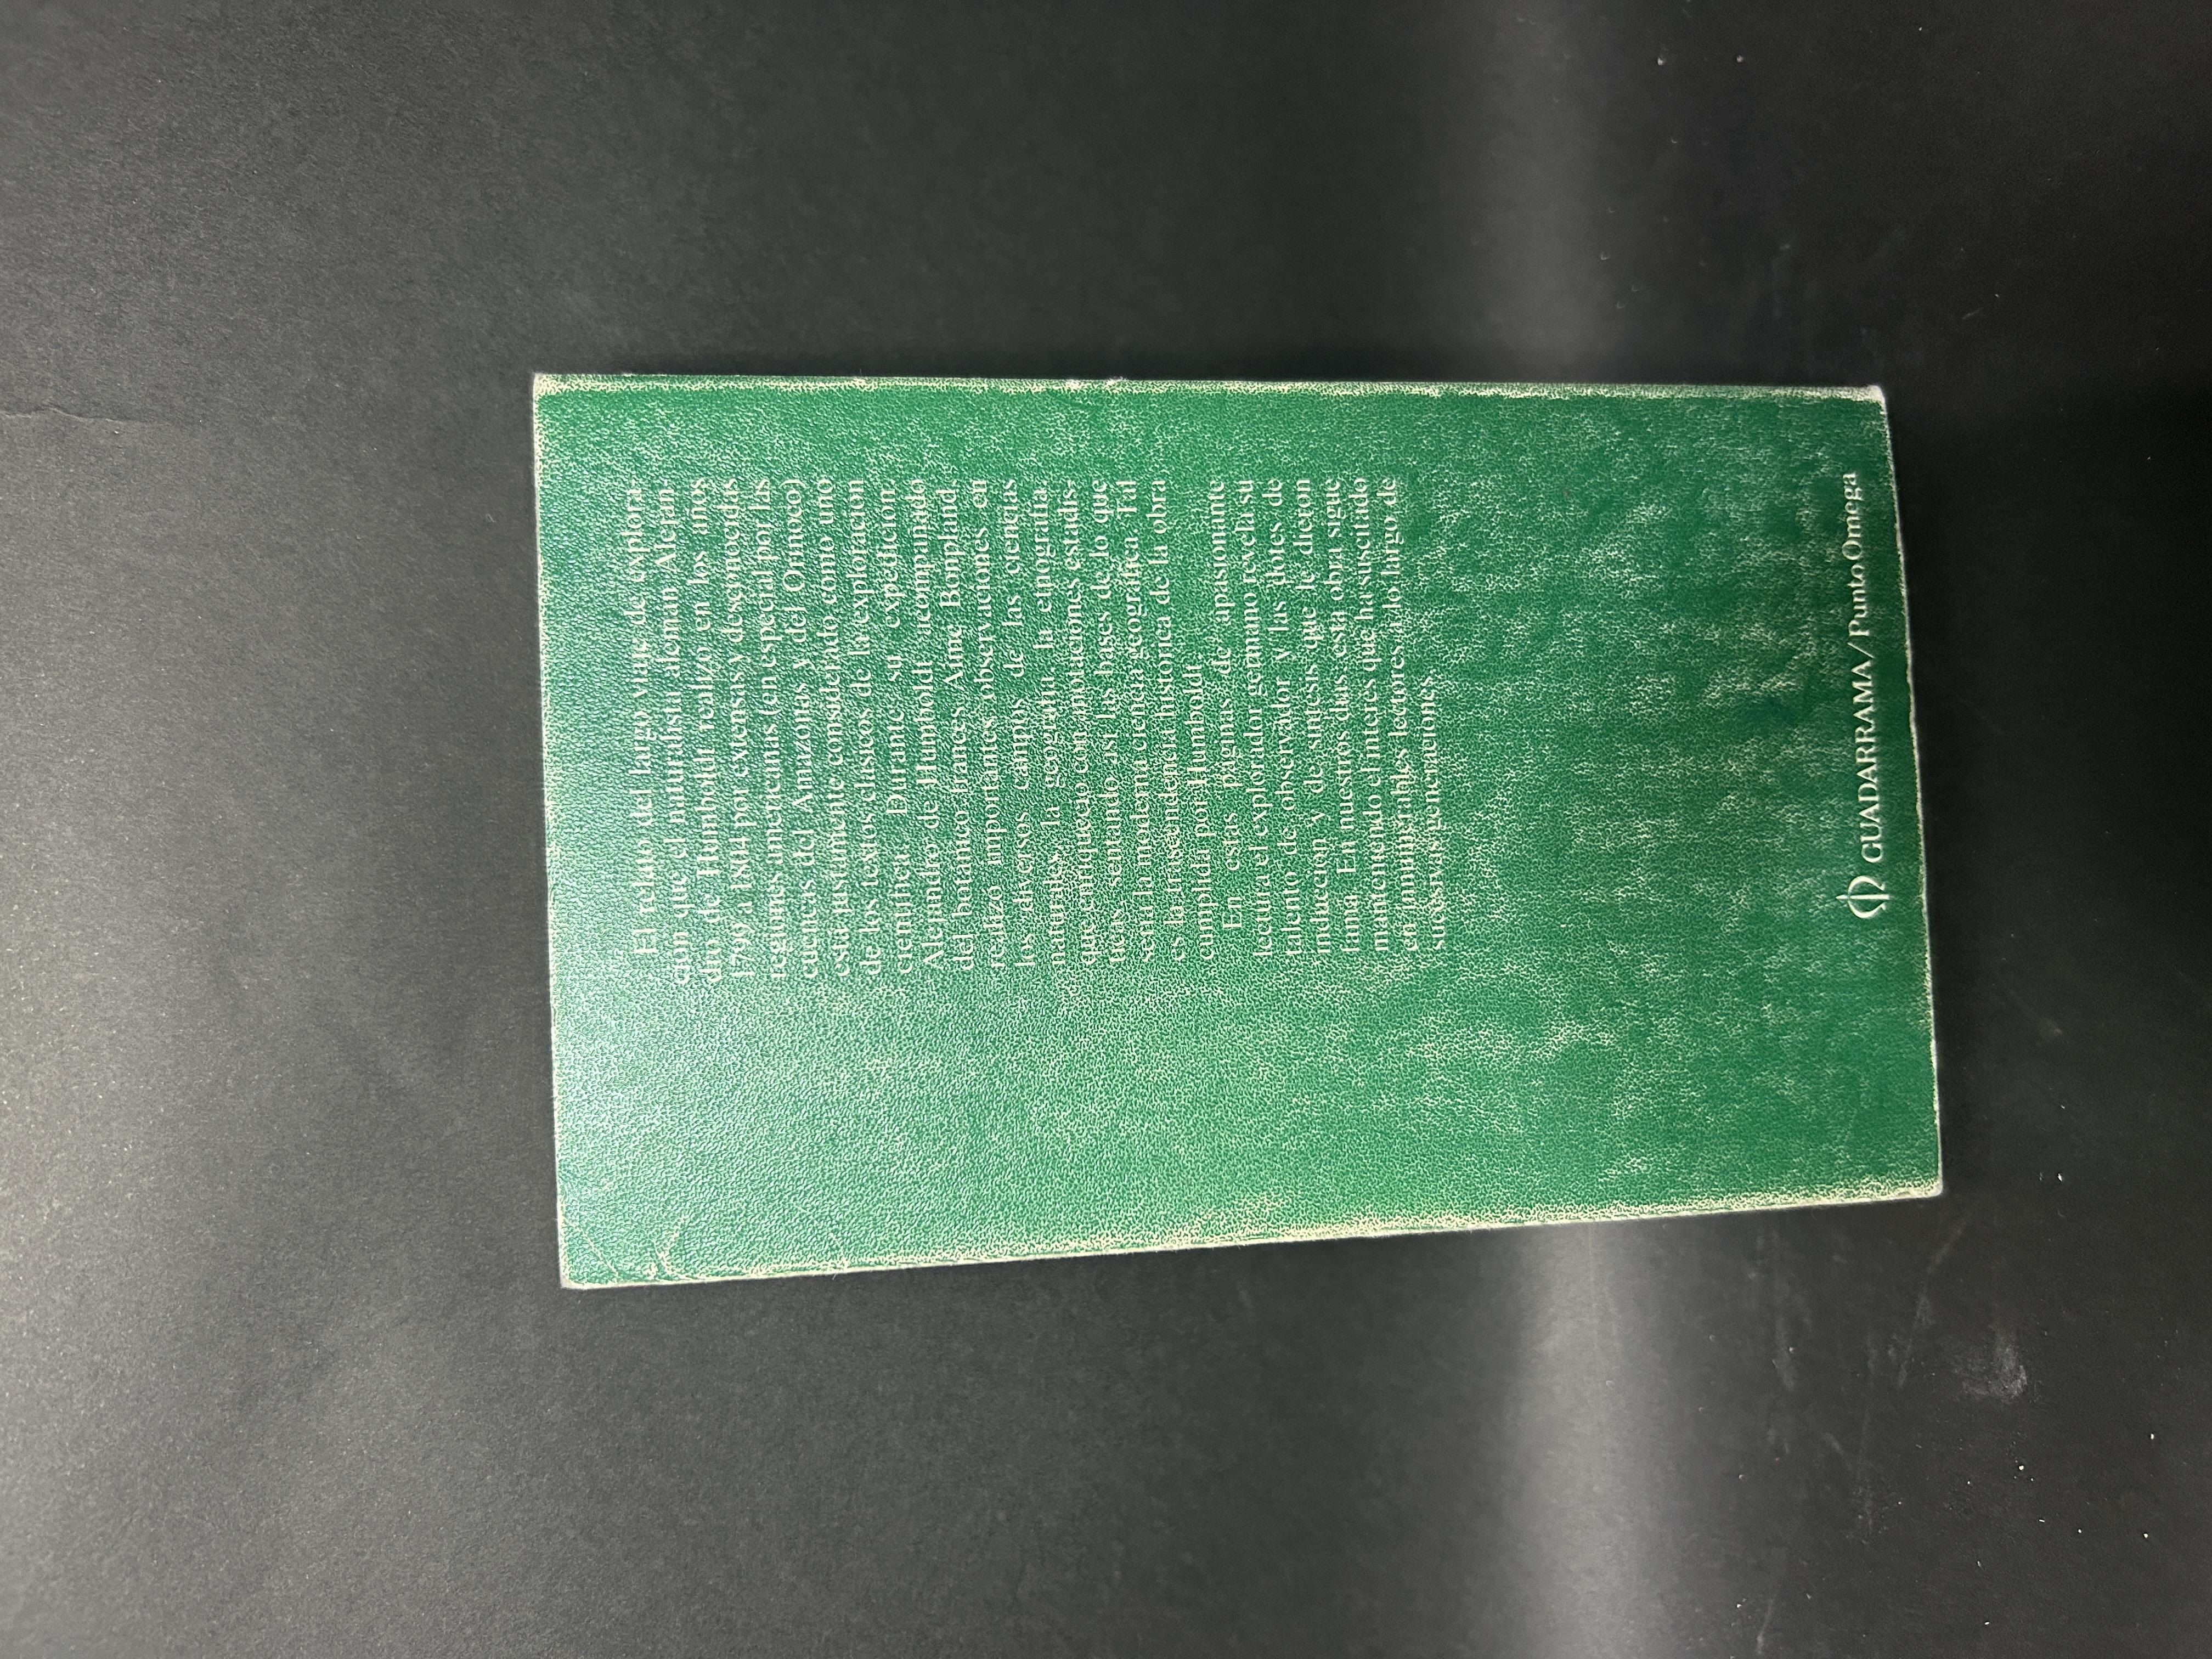 El relato del largo viaje de explora-
ción que el naturalista alemán Alejan-
dro de Humboldt realizó en los años
1799 a 1804 por extensas y desconocidas
regiones americanas (en especial por las
cuencas del Amazonas y del Orinoco)
está justamente considerado como uno
de los textos clásicos de la exploración
científica. Durante su expedición,
Alejandro de Humboldt, acompañado
del botánico francés Aimé Bonpland,
realizó importantes observaciones en
los diversos campos de las ciencias
naturales, la geografía, la etnografía,
que enriqueció con anotaciones estadís-
ticas, sentando así las bases de lo que
sería la moderna ciencia geográfica. Tal
es la trascendencia histórica de la obra
cumplida por Humboldt.
En estas páginas de apasionante
lectura el explorador germano revela su
talento de observador y las dotes de
inducción y de síntesis que le dieron
fama. En nuestros días, esta obra sigue
manteniendo el interés que ha suscitado
en innumerables lectores a lo largo de
sucesivas generaciones.
GUADARRAMA/Punto Omega